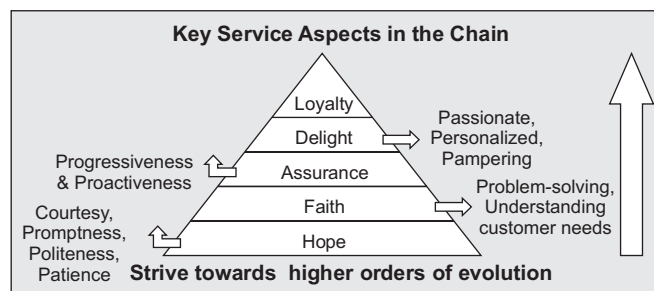 Key Service Aspects in the Chain
Loyalty
Delight
Passionate,
Personalized,
Pampering
Progressiveness
& Proactiveness
Assurance
Faith
Problem-solving,
Understanding
customer needs
Courtesy,
Promptness,
Politeness,
Patience
Hope
Strive towards higher orders of evolution